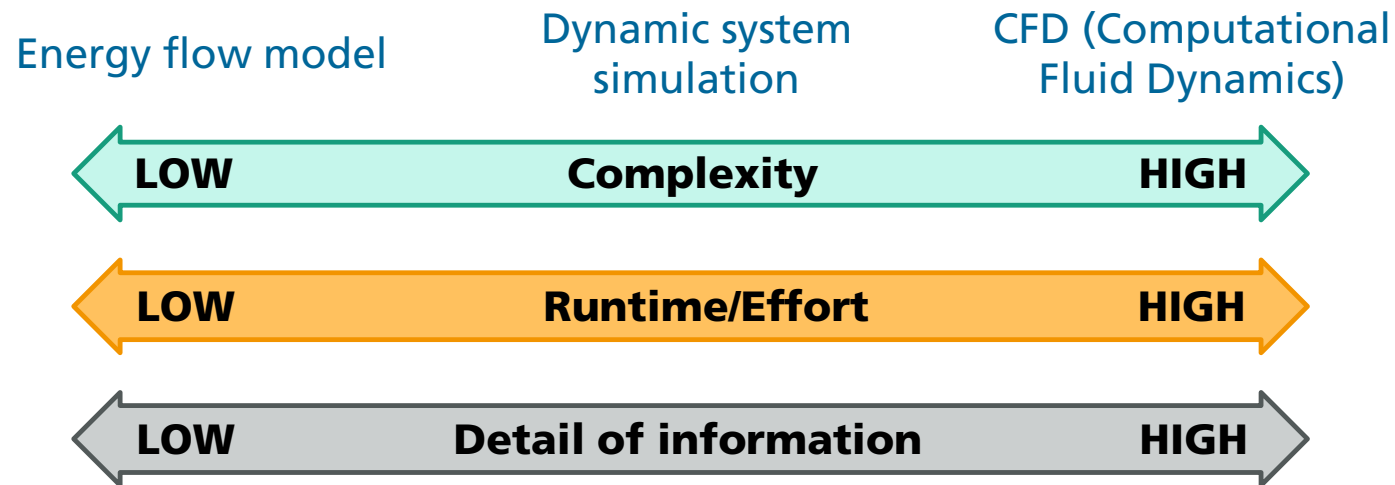 Energy flow model
Dynamic system
simulation
CFD (Computational
Fluid Dynamics)
LOW Complexity HIGH
LOW Runtime/Effort HIGH
LOW Detail of information HIGH